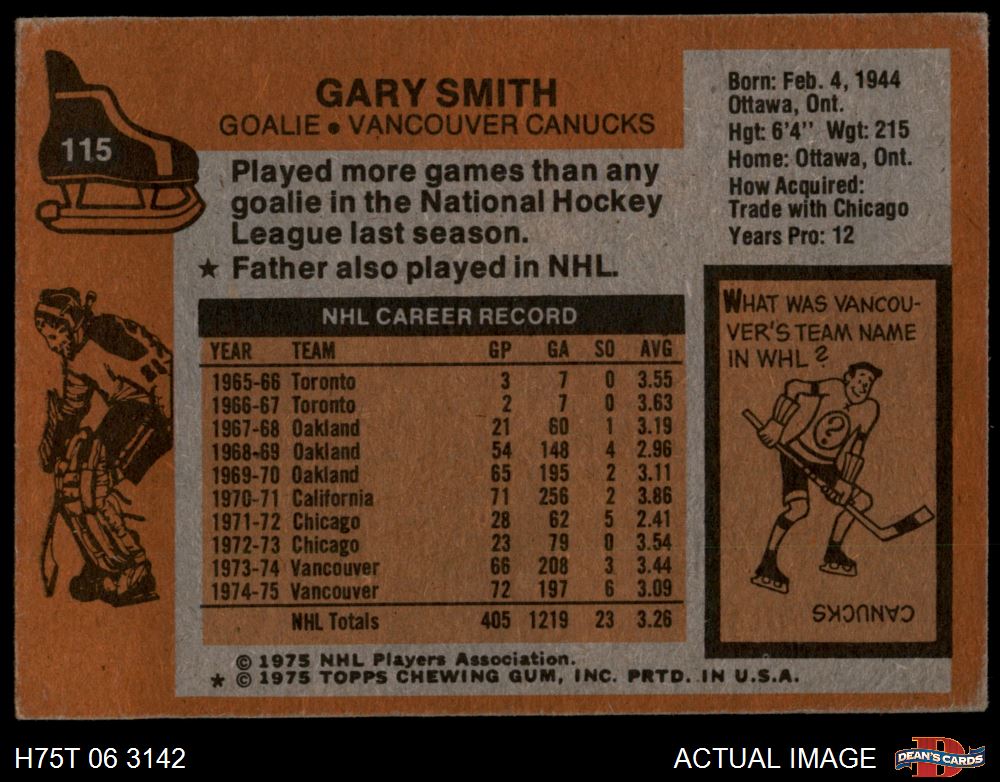 115
GARY SMITH
GOALIE • VANCOUVER CANUCKS
Played more games than any
goalie in the National Hockey
League last season.
★ Father also played in NHL.
Born: Feb. 4, 1944
Ottawa, Ont.
Hgt: 6'4" Wgt: 215
Home: Ottawa, Ont.
How Acquired:
Trade with Chicago
Years Pro: 12
NHL CAREER RECORD
YEAR TEAM GP GA SO AVG
1965-66 Toronto 3 7 0 3.55
1966-67 Toronto 2 7 0 3.63
1967-68 Oakland 21 60 1 3.19
1968-69 Oakland 54 148 4 2.96
1969-70 Oakland 65 195 2 3.11
1970-71 California 71 256 2 3.86
1971-72 Chicago 28 62 5 2.41
1972-73 Chicago 23 79 0 3.54
1973-74 Vancouver 66 208 3 3.44
1974-75 Vancouver 72 197 6 3.09
NHL Totals 405 1219 23 3.26
WHAT WAS VANCOU-
VER'S TEAM NAME
IN WHL?
?
CANUCKS
© 1975 NHL Players Association.
★ © 1975 TOPPS CHEWING GUM, INC. PRTD. IN U.S.A.
H75T 06 3142
ACTUAL IMAGE
D
DEAN'S CARDS